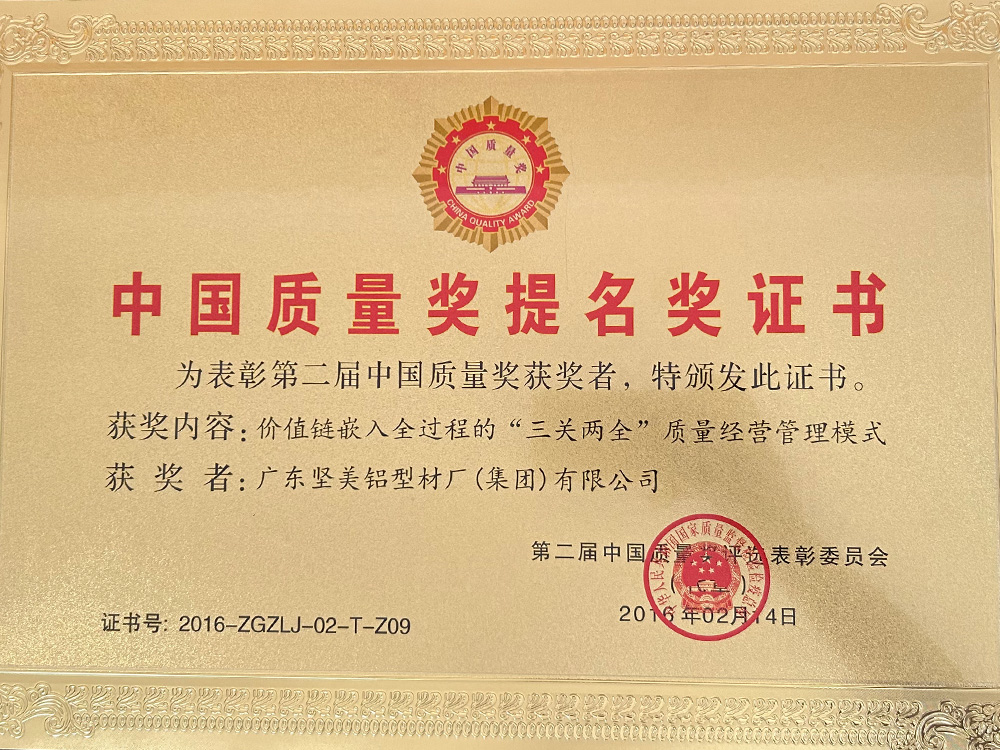 中国质量奖
CHINA QUALITY AWARD
中国质量奖提名奖证书
为表彰第二届中国质量奖获奖者，特颁发此证书。
获奖内容：价值链嵌入全过程的“三关两全”质量经营管理模式
获奖者：广东坚美铝型材厂(集团)有限公司
第二届中国质量奖评选表彰委员会
(代章)
2016年02月14日
证书号: 2016-ZGZLJ-02-T-Z09